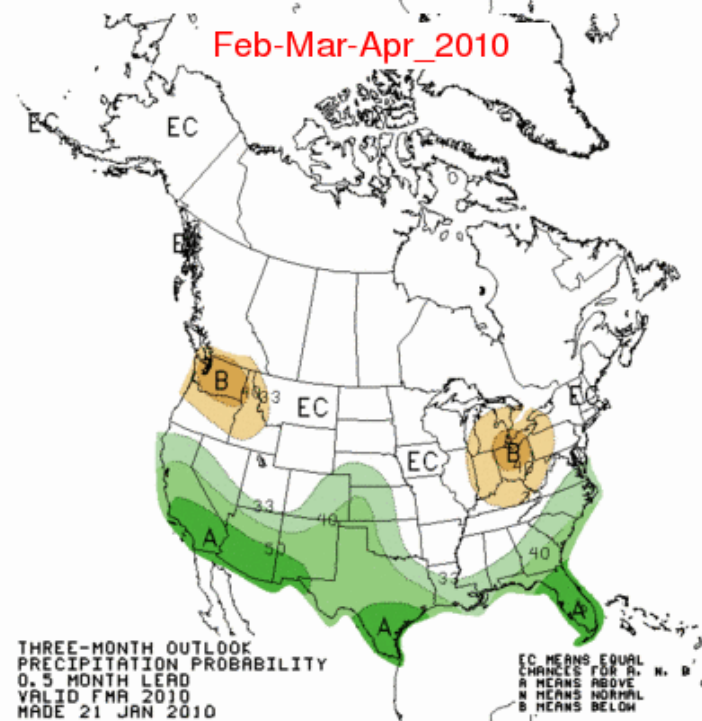 Feb-Mar-Apr_2010
EC
EC
E
B
40
33
EC
EC
EC
B
40
33
40
50
A
33
40
A
A
THREE-MONTH OUTLOOK
PRECIPITATION PROBABILITY
0.5 MONTH LEAD
VALID FMA 2010
MADE 21 JAN 2010
EC MEANS EQUAL
CHANCES FOR A, N, B
A MEANS ABOVE
N MEANS NORMAL
B MEANS BELOW